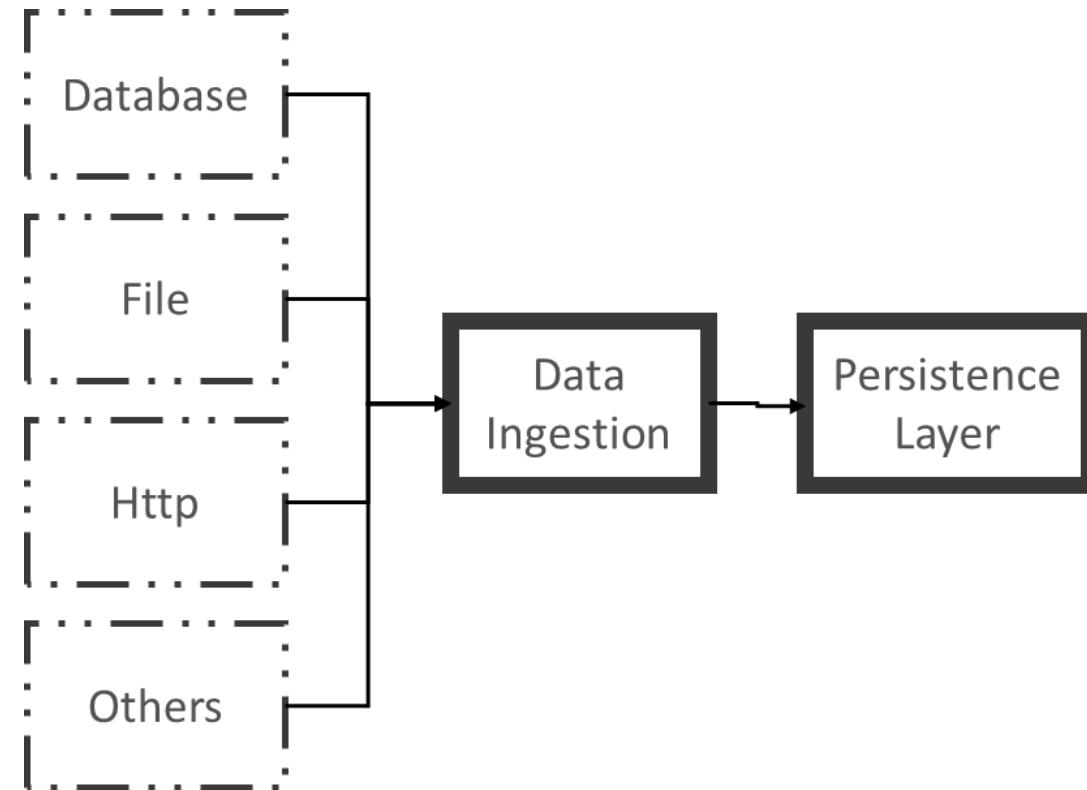 Database
File
Http
Others
Data
Ingestion
Persistence
Layer